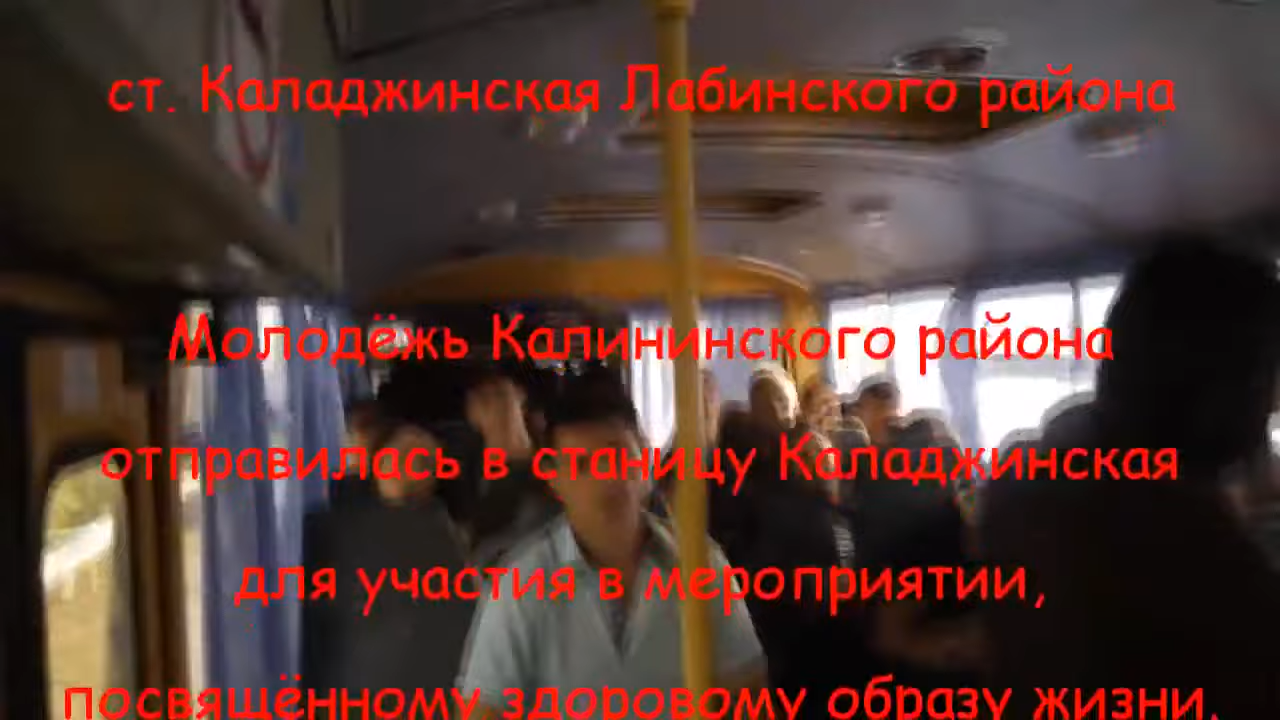 ст. Каладжинская Лабинского района
Молодёжь Калининского района
отправилась в станицу Каладжинская
для участия в мероприятии,
посвящённому здоровому образу жизни.